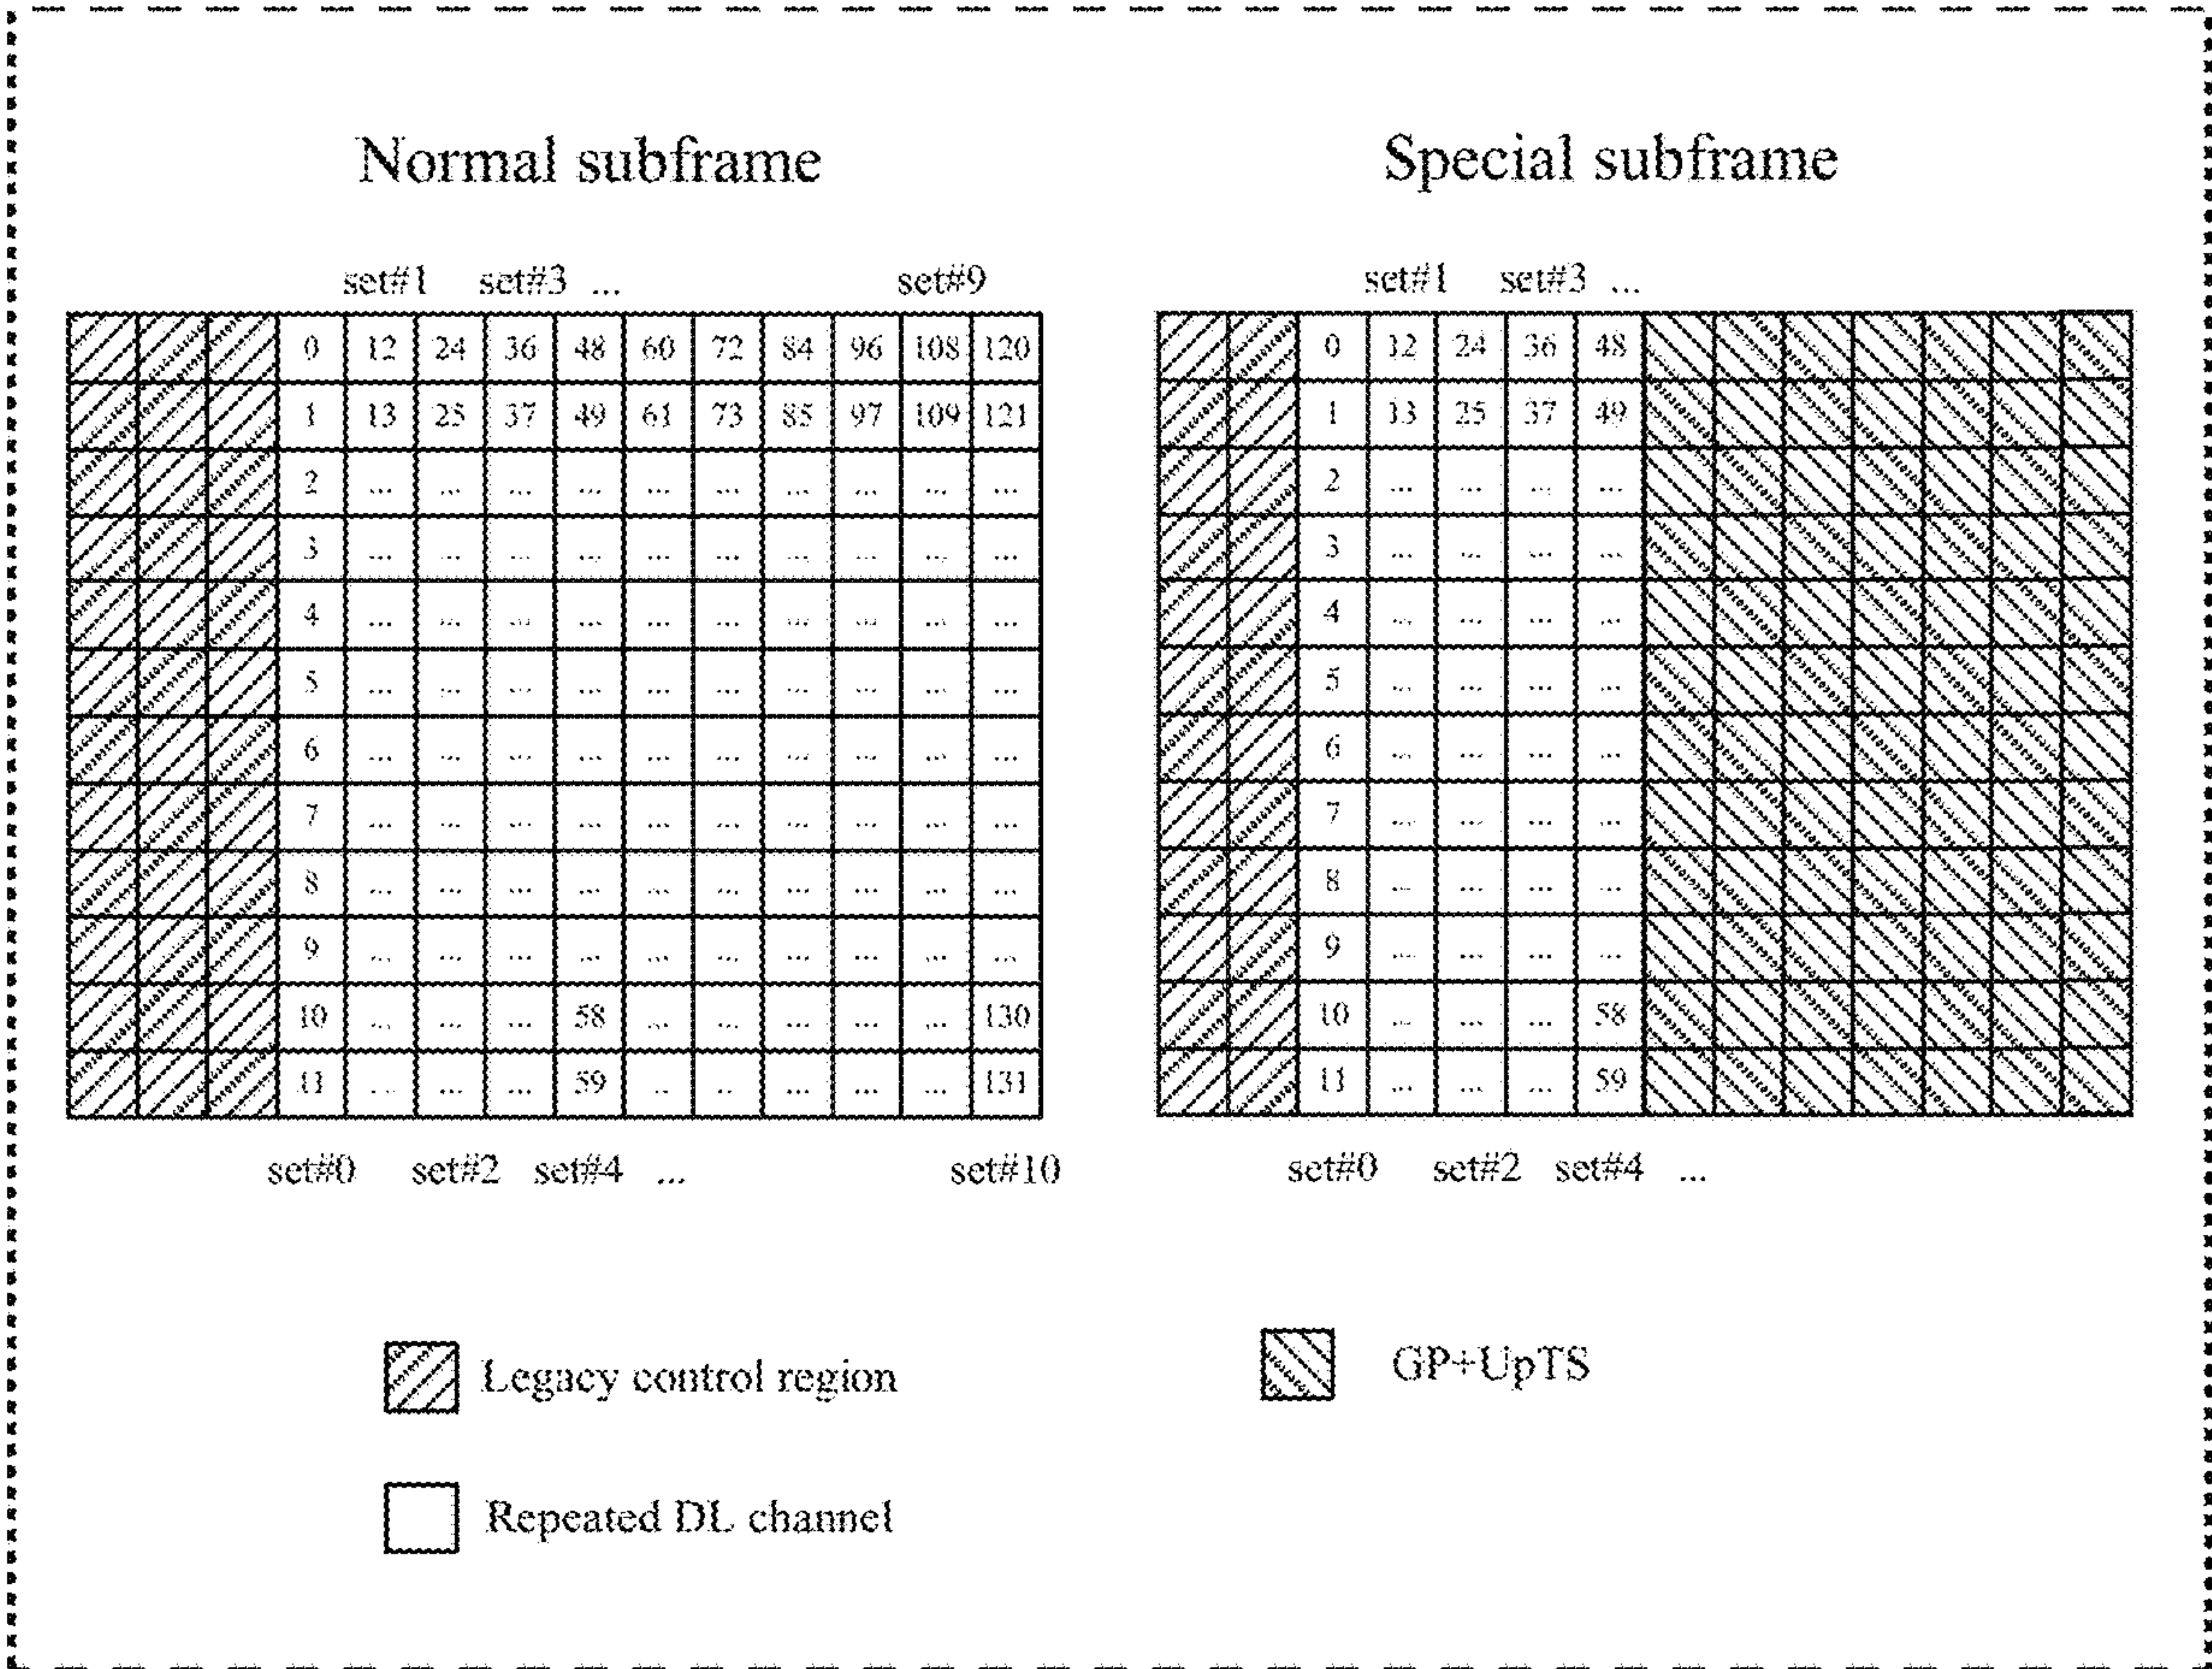 Normal subframe Special subframe
set#1 set#3 ... set#9 set#1 set#3 ...
0 12 24 36 48 60 72 84 96 108 120 0 12 24 36 48
1 13 25 37 49 61 73 85 97 109 121 1 13 25 37 49
2 ... ... ... ... ... ... ... ... ... ... 2 ... ... ... ...
3 ... ... ... ... ... ... ... ... ... ... 3 ... ... ... ...
4 ... ... ... ... ... ... ... ... ... ... 4 ... ... ... ...
5 ... ... ... ... ... ... ... ... ... ... 5 ... ... ... ...
6 ... ... ... ... ... ... ... ... ... ... 6 ... ... ... ...
7 ... ... ... ... ... ... ... ... ... ... 7 ... ... ... ...
8 ... ... ... ... ... ... ... ... ... ... 8 ... ... ... ...
9 ... ... ... ... ... ... ... ... ... ... 9 ... ... ... ...
10 ... ... ... 58 ... ... ... ... ... 130 10 ... ... ... 58
11 ... ... ... 59 ... ... ... ... ... 131 11 ... ... ... 59
set#0 set#2 set#4 ... set#10 set#0 set#2 set#4 ...
Legacy control region GP+UpTS
Repeated DL channel